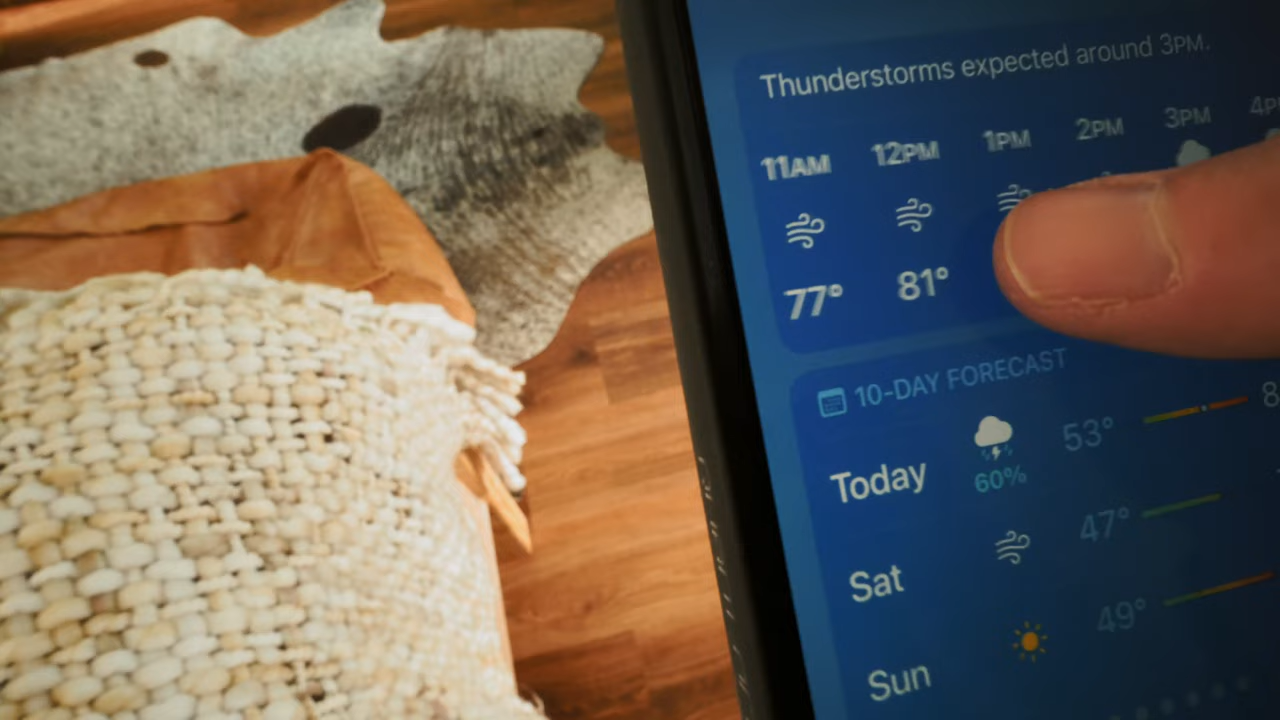 Thunderstorms expected around 3PM.
11AM 12PM 1PM 2PM 3PM
77° 81°
10-DAY FORECAST
Today 53°
60%
Sat 47°
Sun 49°